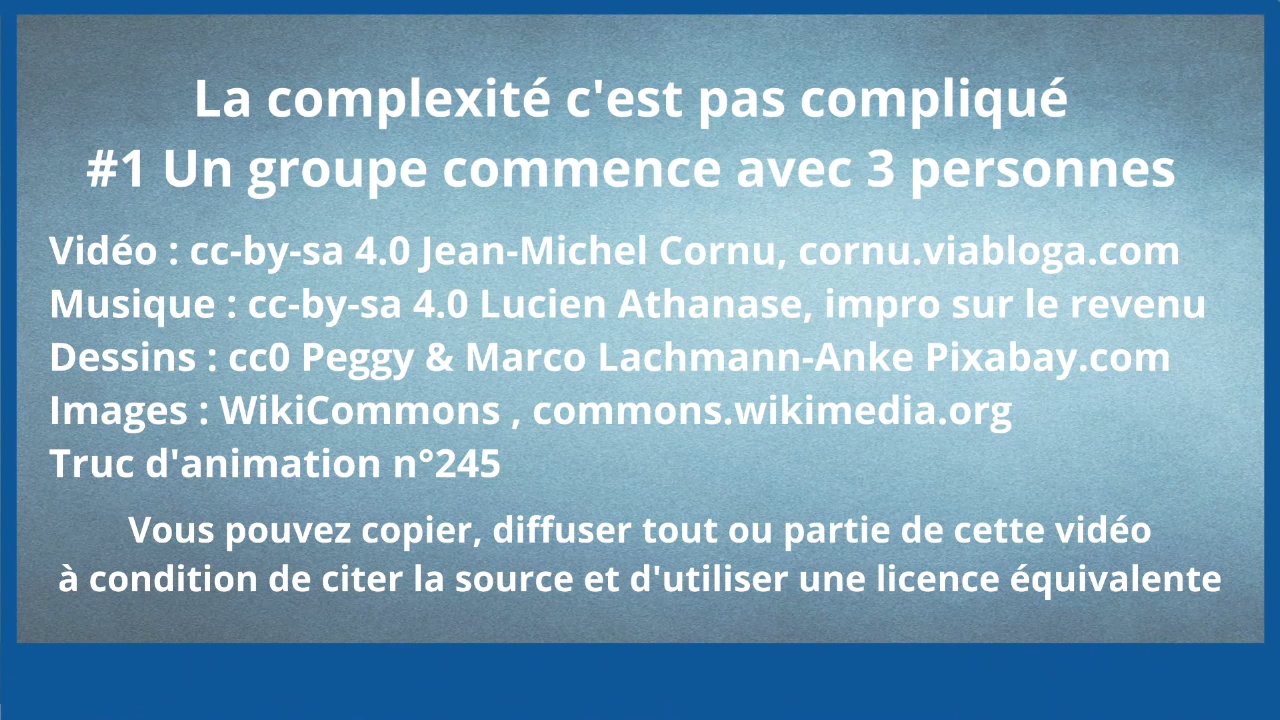 La complexité c'est pas compliqué
#1 Un groupe commence avec 3 personnes
Vidéo : cc-by-sa 4.0 Jean-Michel Cornu, cornu.viabloga.com
Musique : cc-by-sa 4.0 Lucien Athanase, impro sur le revenu
Dessins : cc0 Peggy & Marco Lachmann-Anke Pixabay.com
Images : WikiCommons , commons.wikimedia.org
Truc d'animation n°245
Vous pouvez copier, diffuser tout ou partie de cette vidéo
à condition de citer la source et d'utiliser une licence équivalente